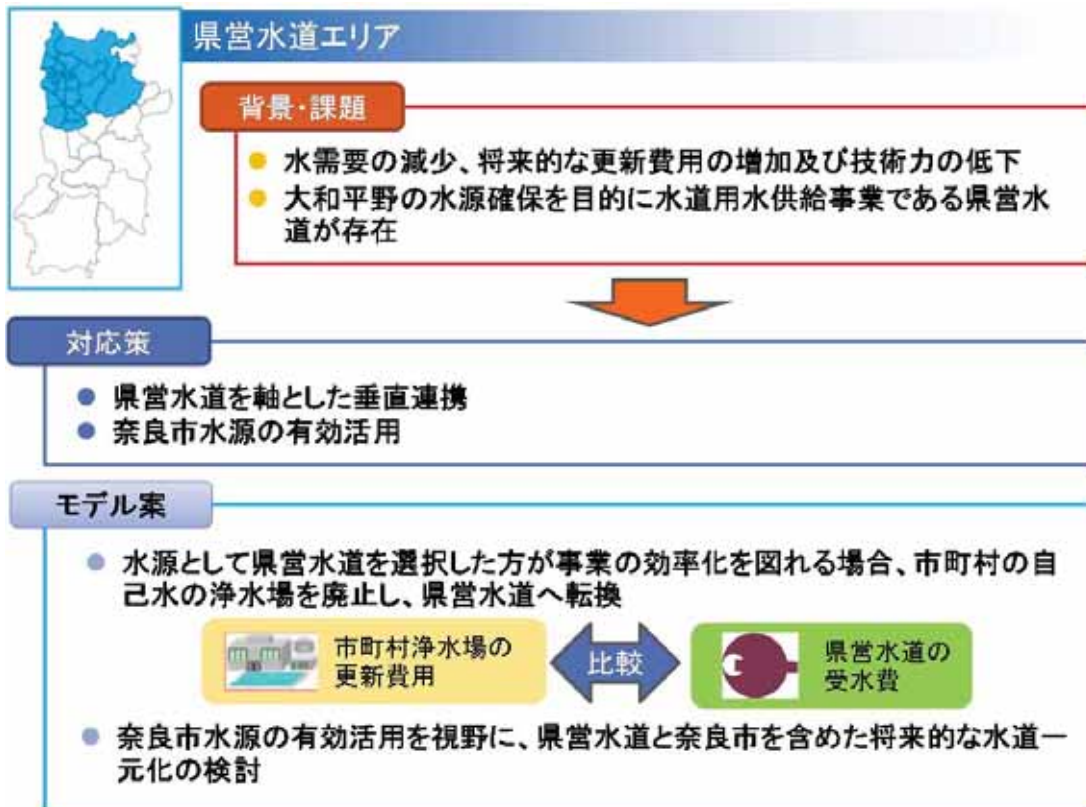 県営水道エリア
背景・課題
● 水需要の減少、将来的な更新費用の増加及び技術力の低下
● 大和平野の水源確保を目的に水道用水供給事業である県営水
道が存在
対応策
● 県営水道を軸とした垂直連携
● 奈良市水源の有効活用
モデル案
● 水源として県営水道を選択した方が事業の効率化を図れる場合、市町村の自
己水の浄水場を廃止し、県営水道へ転換
市町村浄水場の
更新費用
比較
県営水道の
受水費
● 奈良市水源の有効活用を視野に、県営水道と奈良市を含めた将来的な水道一
元化の検討